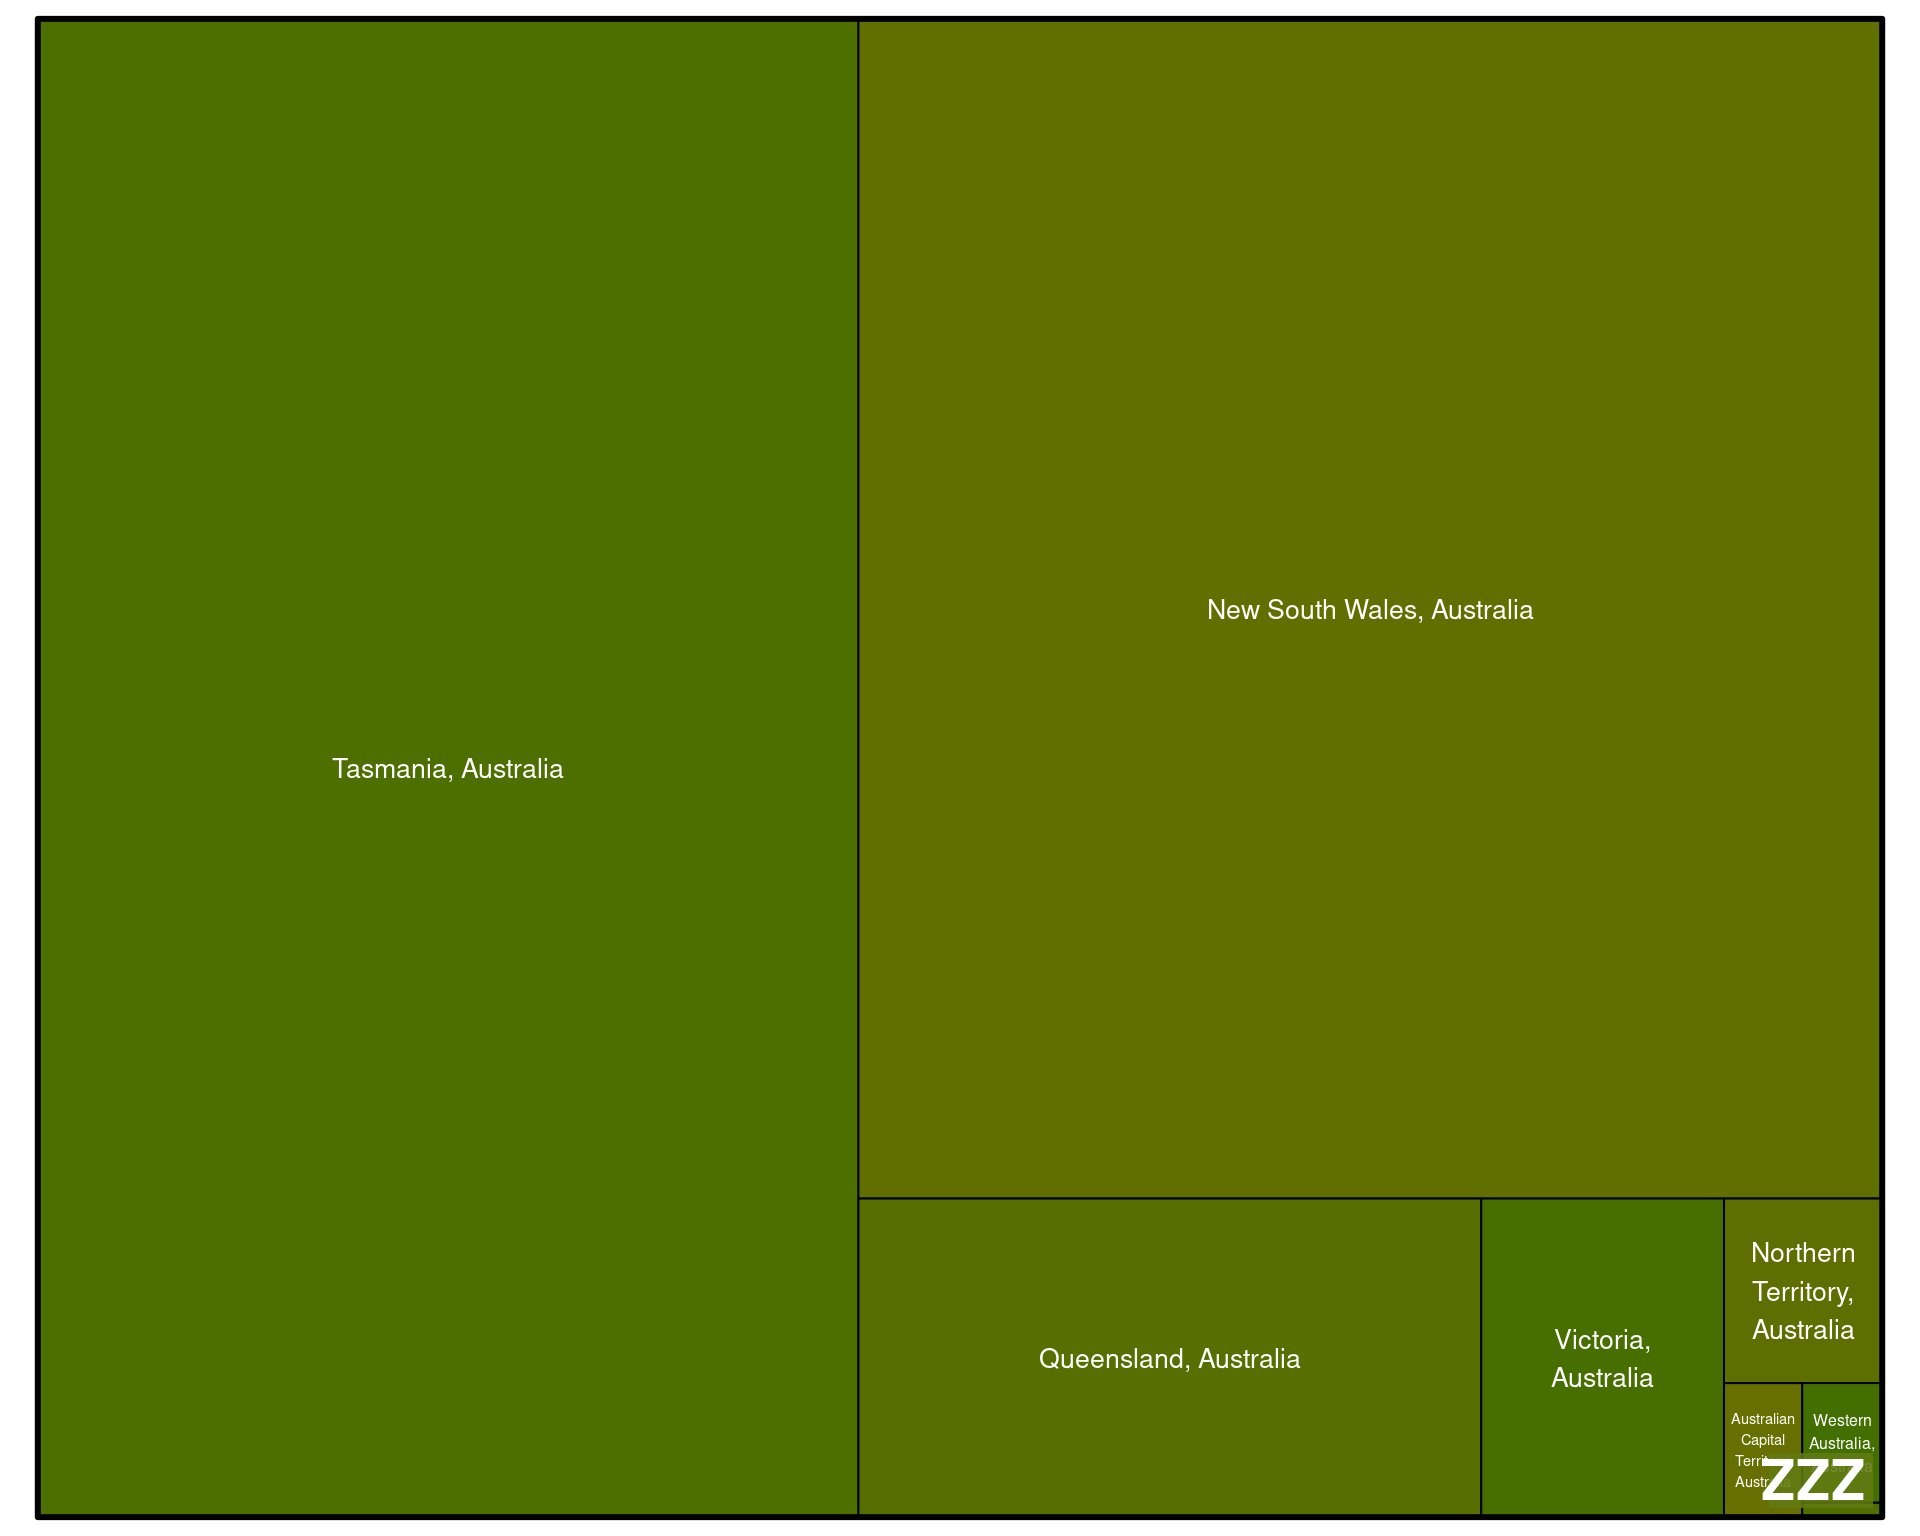 New South Wales, Australia
Tasmania, Australia
Northern
Territory,
Australia
Queensland, Australia
Victoria,
Australia
Australian
Capital
Western
Australia,
ZZZ